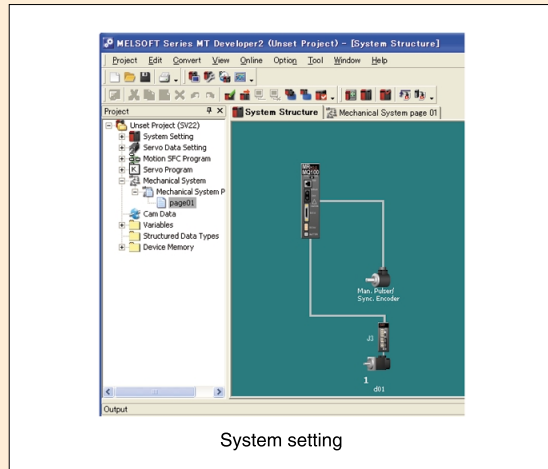 MELSOFT Series MT Developer2 (Unset Project) - [System Structure]
Project Edit Convert View Online Option Tool Window Help
Project
System Structure
Mechanical System page 01
Unset Project (SV22)
System Setting
Servo Data Setting
Motion SFC Program
Servo Program
Mechanical System
Mechanical System P
page01
Cam Data
Variables
Structured Data Types
Device Memory
MR-
MQ100
Man. Pulser/
Sync. Encoder
J3
1
d01
Output
System setting